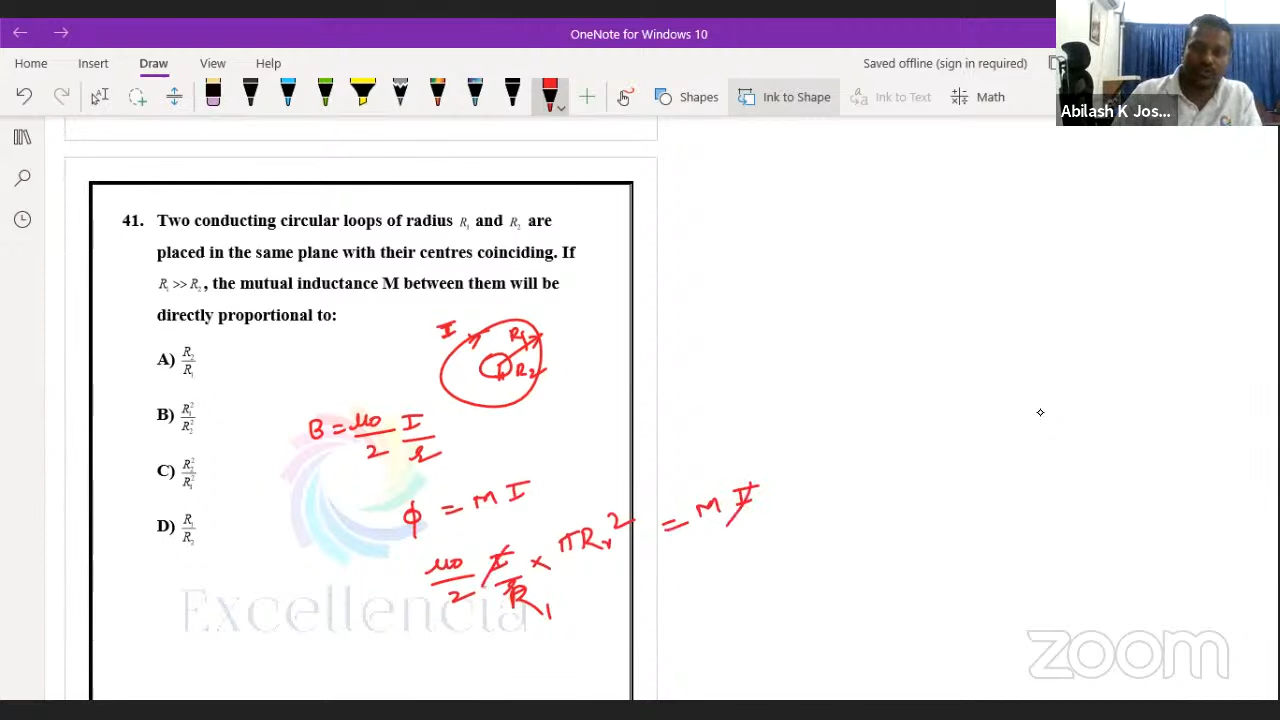 OneNote for Windows 10
Home Insert Draw View Help
Saved offline (sign in required)
Shapes Ink to Shape Ink to Text Math
Abilash K Jos...
41. Two conducting circular loops of radius R₁ and R₂ are
placed in the same plane with their centres coinciding. If
R₁ >> R₂, the mutual inductance M between them will be
directly proportional to:
A) R₂/R₁
B) R₁²/R₂²
C) R₂²/R₁²
D) R₁/R₂
I
R₁
R₂
B = μ₀/2 I/r
ϕ = M I
μ₀/2 I/R₁ × πR₂² = M I
Excellencia
zoom